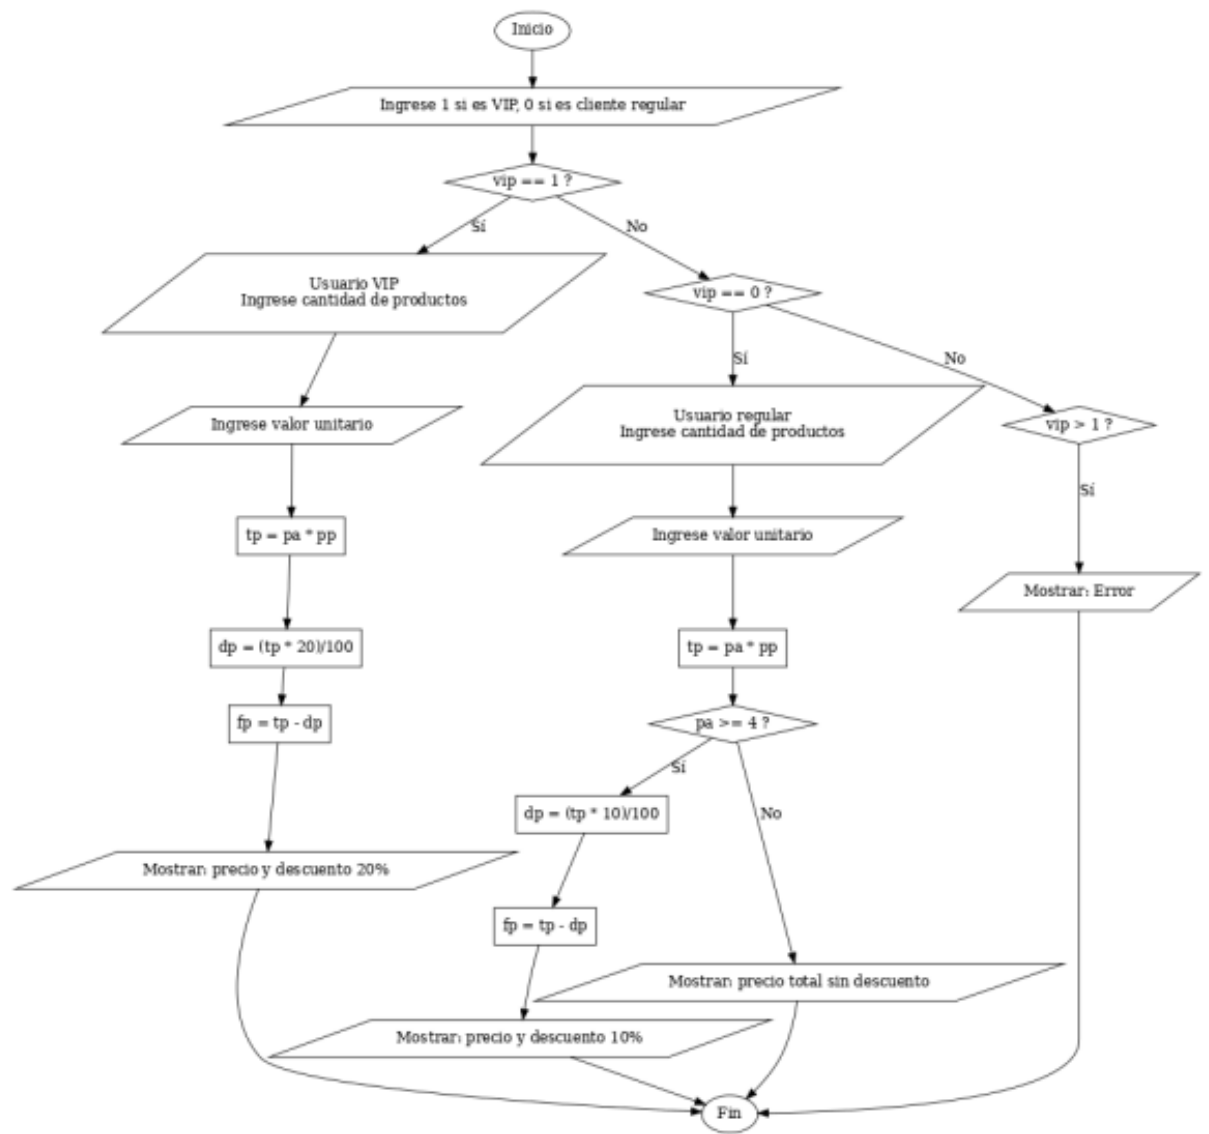 Inicio
Ingrese 1 si es VIP, 0 si es cliente regular
vip == 1 ?
Sí
No
Usuario VIP
Ingrese cantidad de productos
vip == 0 ?
Sí
No
Ingrese valor unitario
Usuario regular
Ingrese cantidad de productos
vip > 1 ?
Sí
tp = pa * pp
Ingrese valor unitario
Mostrar: Error
dp = (tp * 20)/100
tp = pa * pp
fp = tp - dp
pa >= 4 ?
Sí
No
dp = (tp * 10)/100
Mostrar: precio y descuento 20%
fp = tp - dp
Mostrar: precio total sin descuento
Mostrar: precio y descuento 10%
Fin